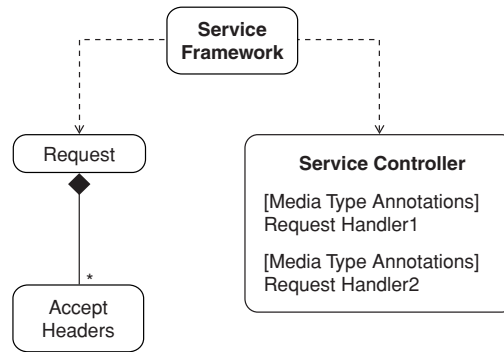 Service
Framework
Request
Service Controller
[Media Type Annotations]
Request Handler1
[Media Type Annotations]
Request Handler2
*
Accept
Headers